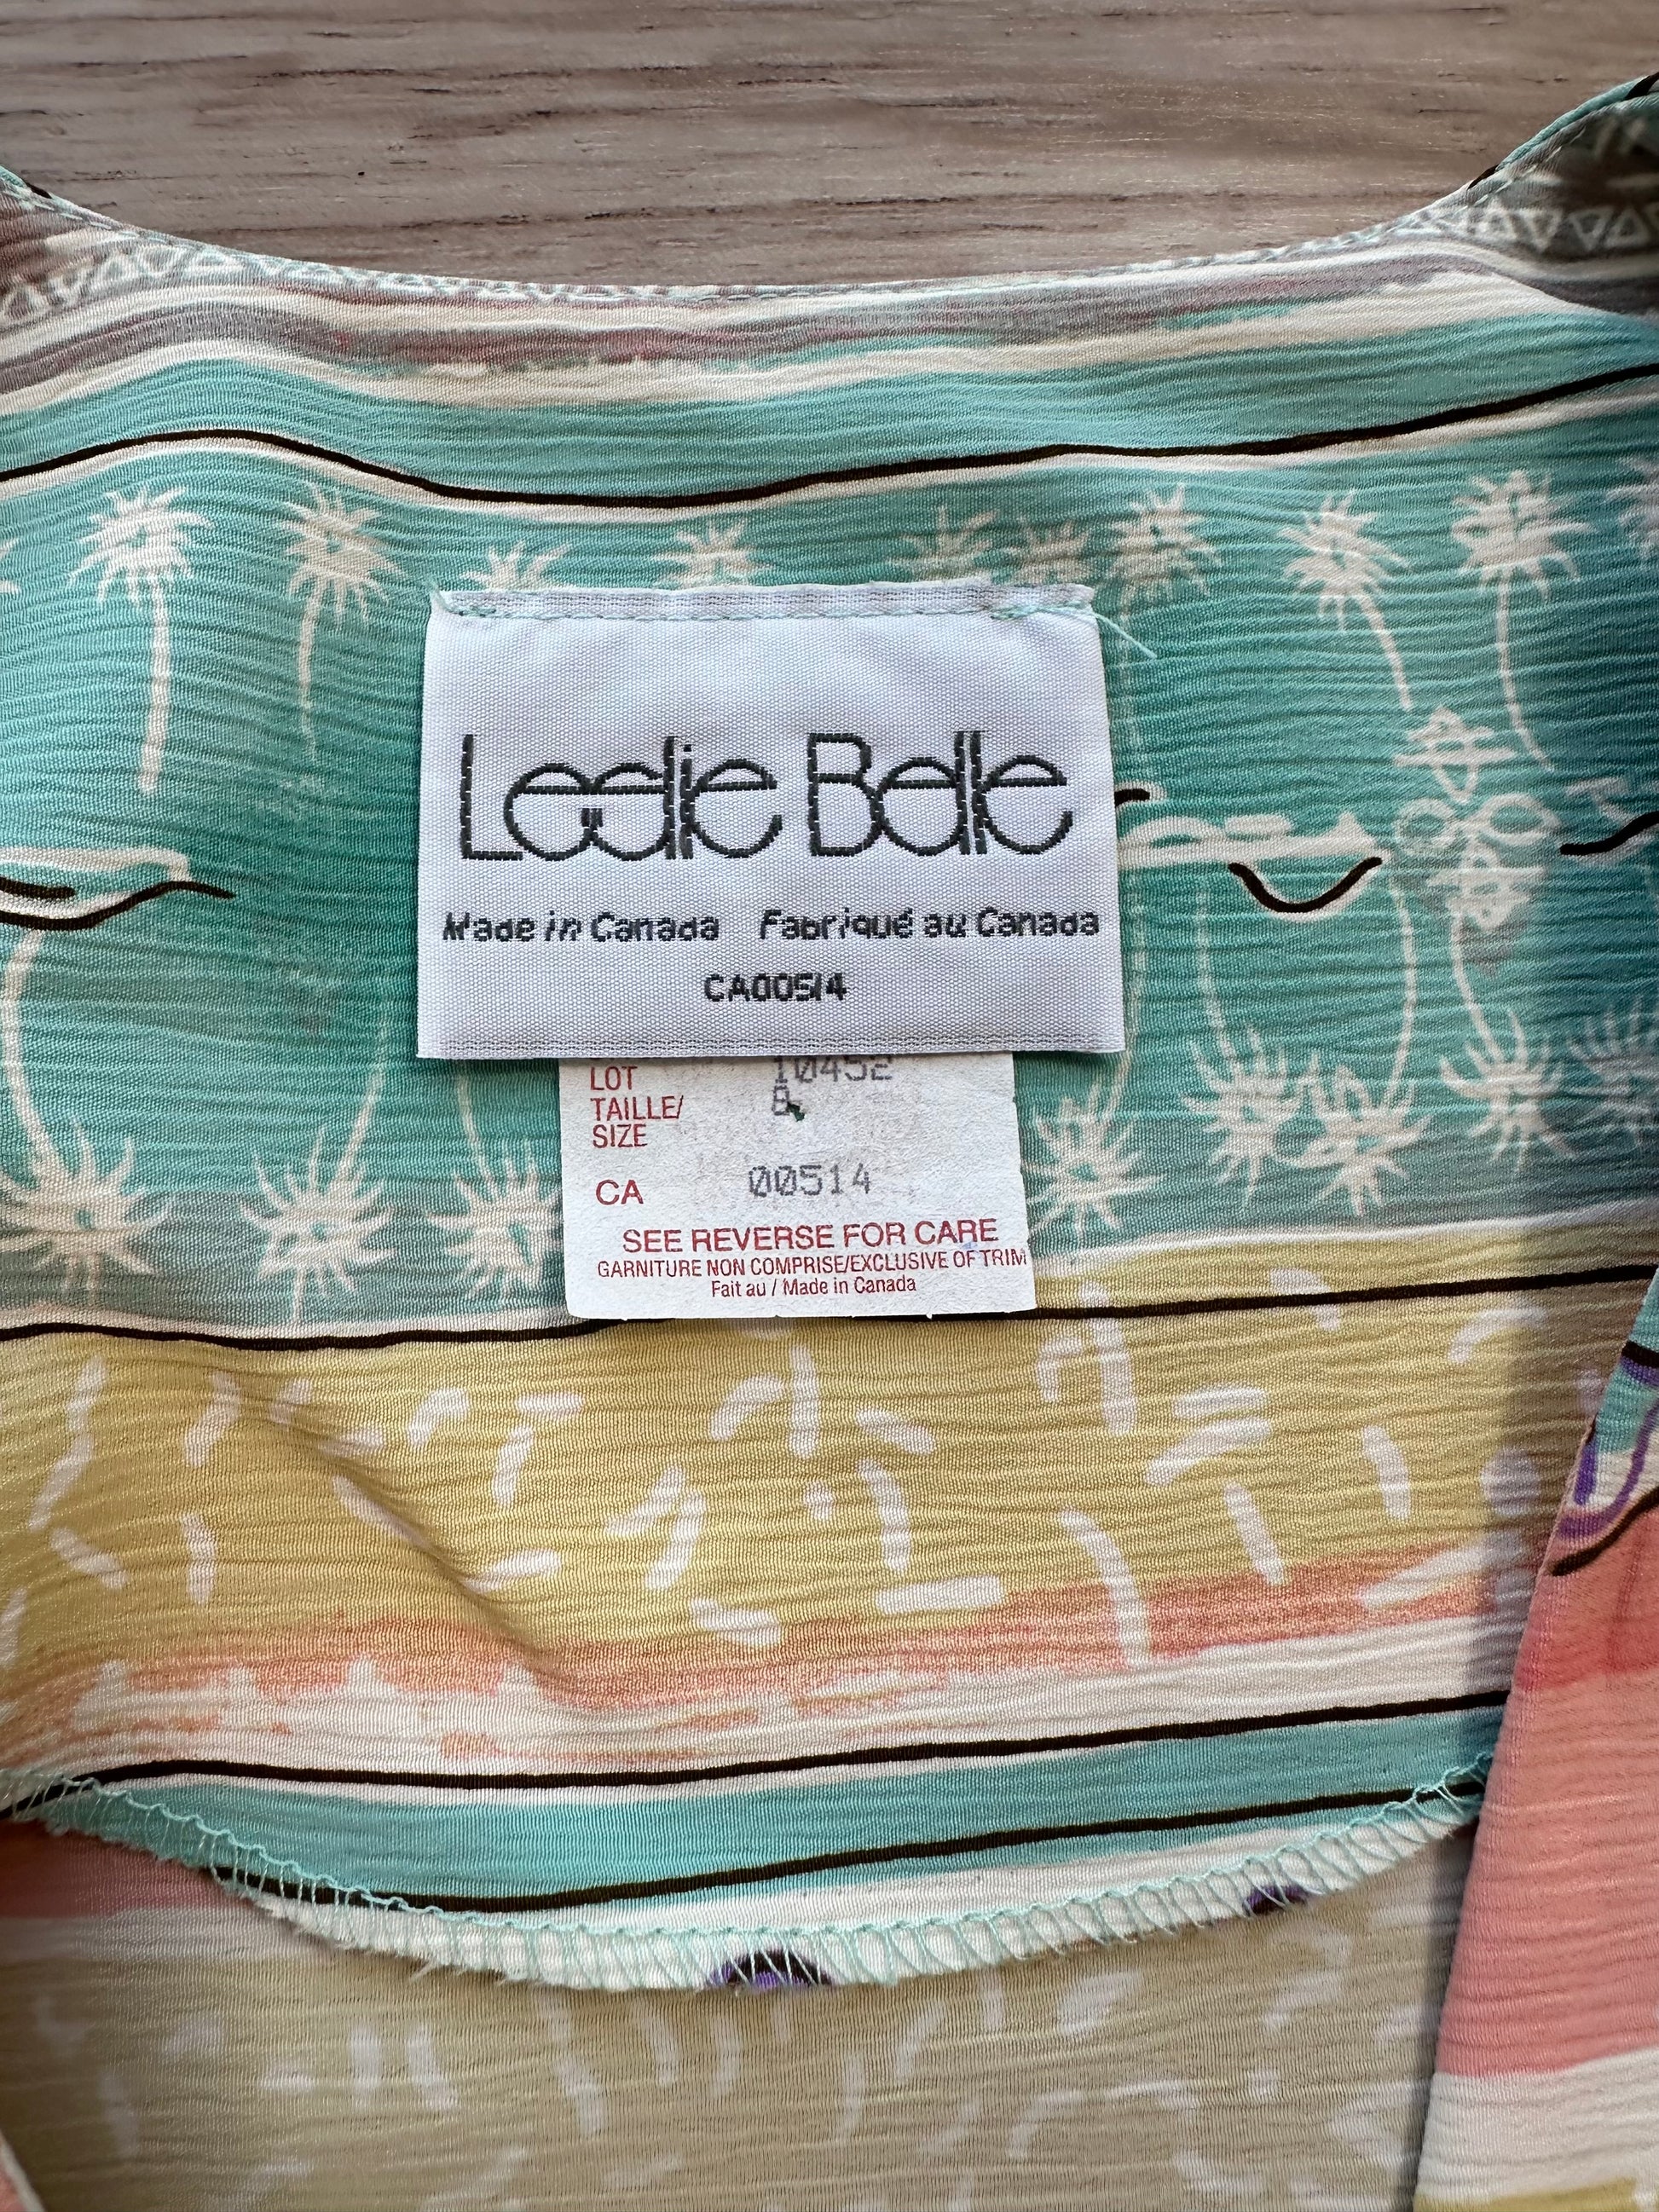 Leslie Belle
Made in Canada Fabriqué au Canada
CA00514
LOT 10452
TAILLE/ 8
SIZE
CA 00514
SEE REVERSE FOR CARE
GARNITURE NON COMPRISE/EXCLUSIVE OF TRIM
Fait au / Made in Canada